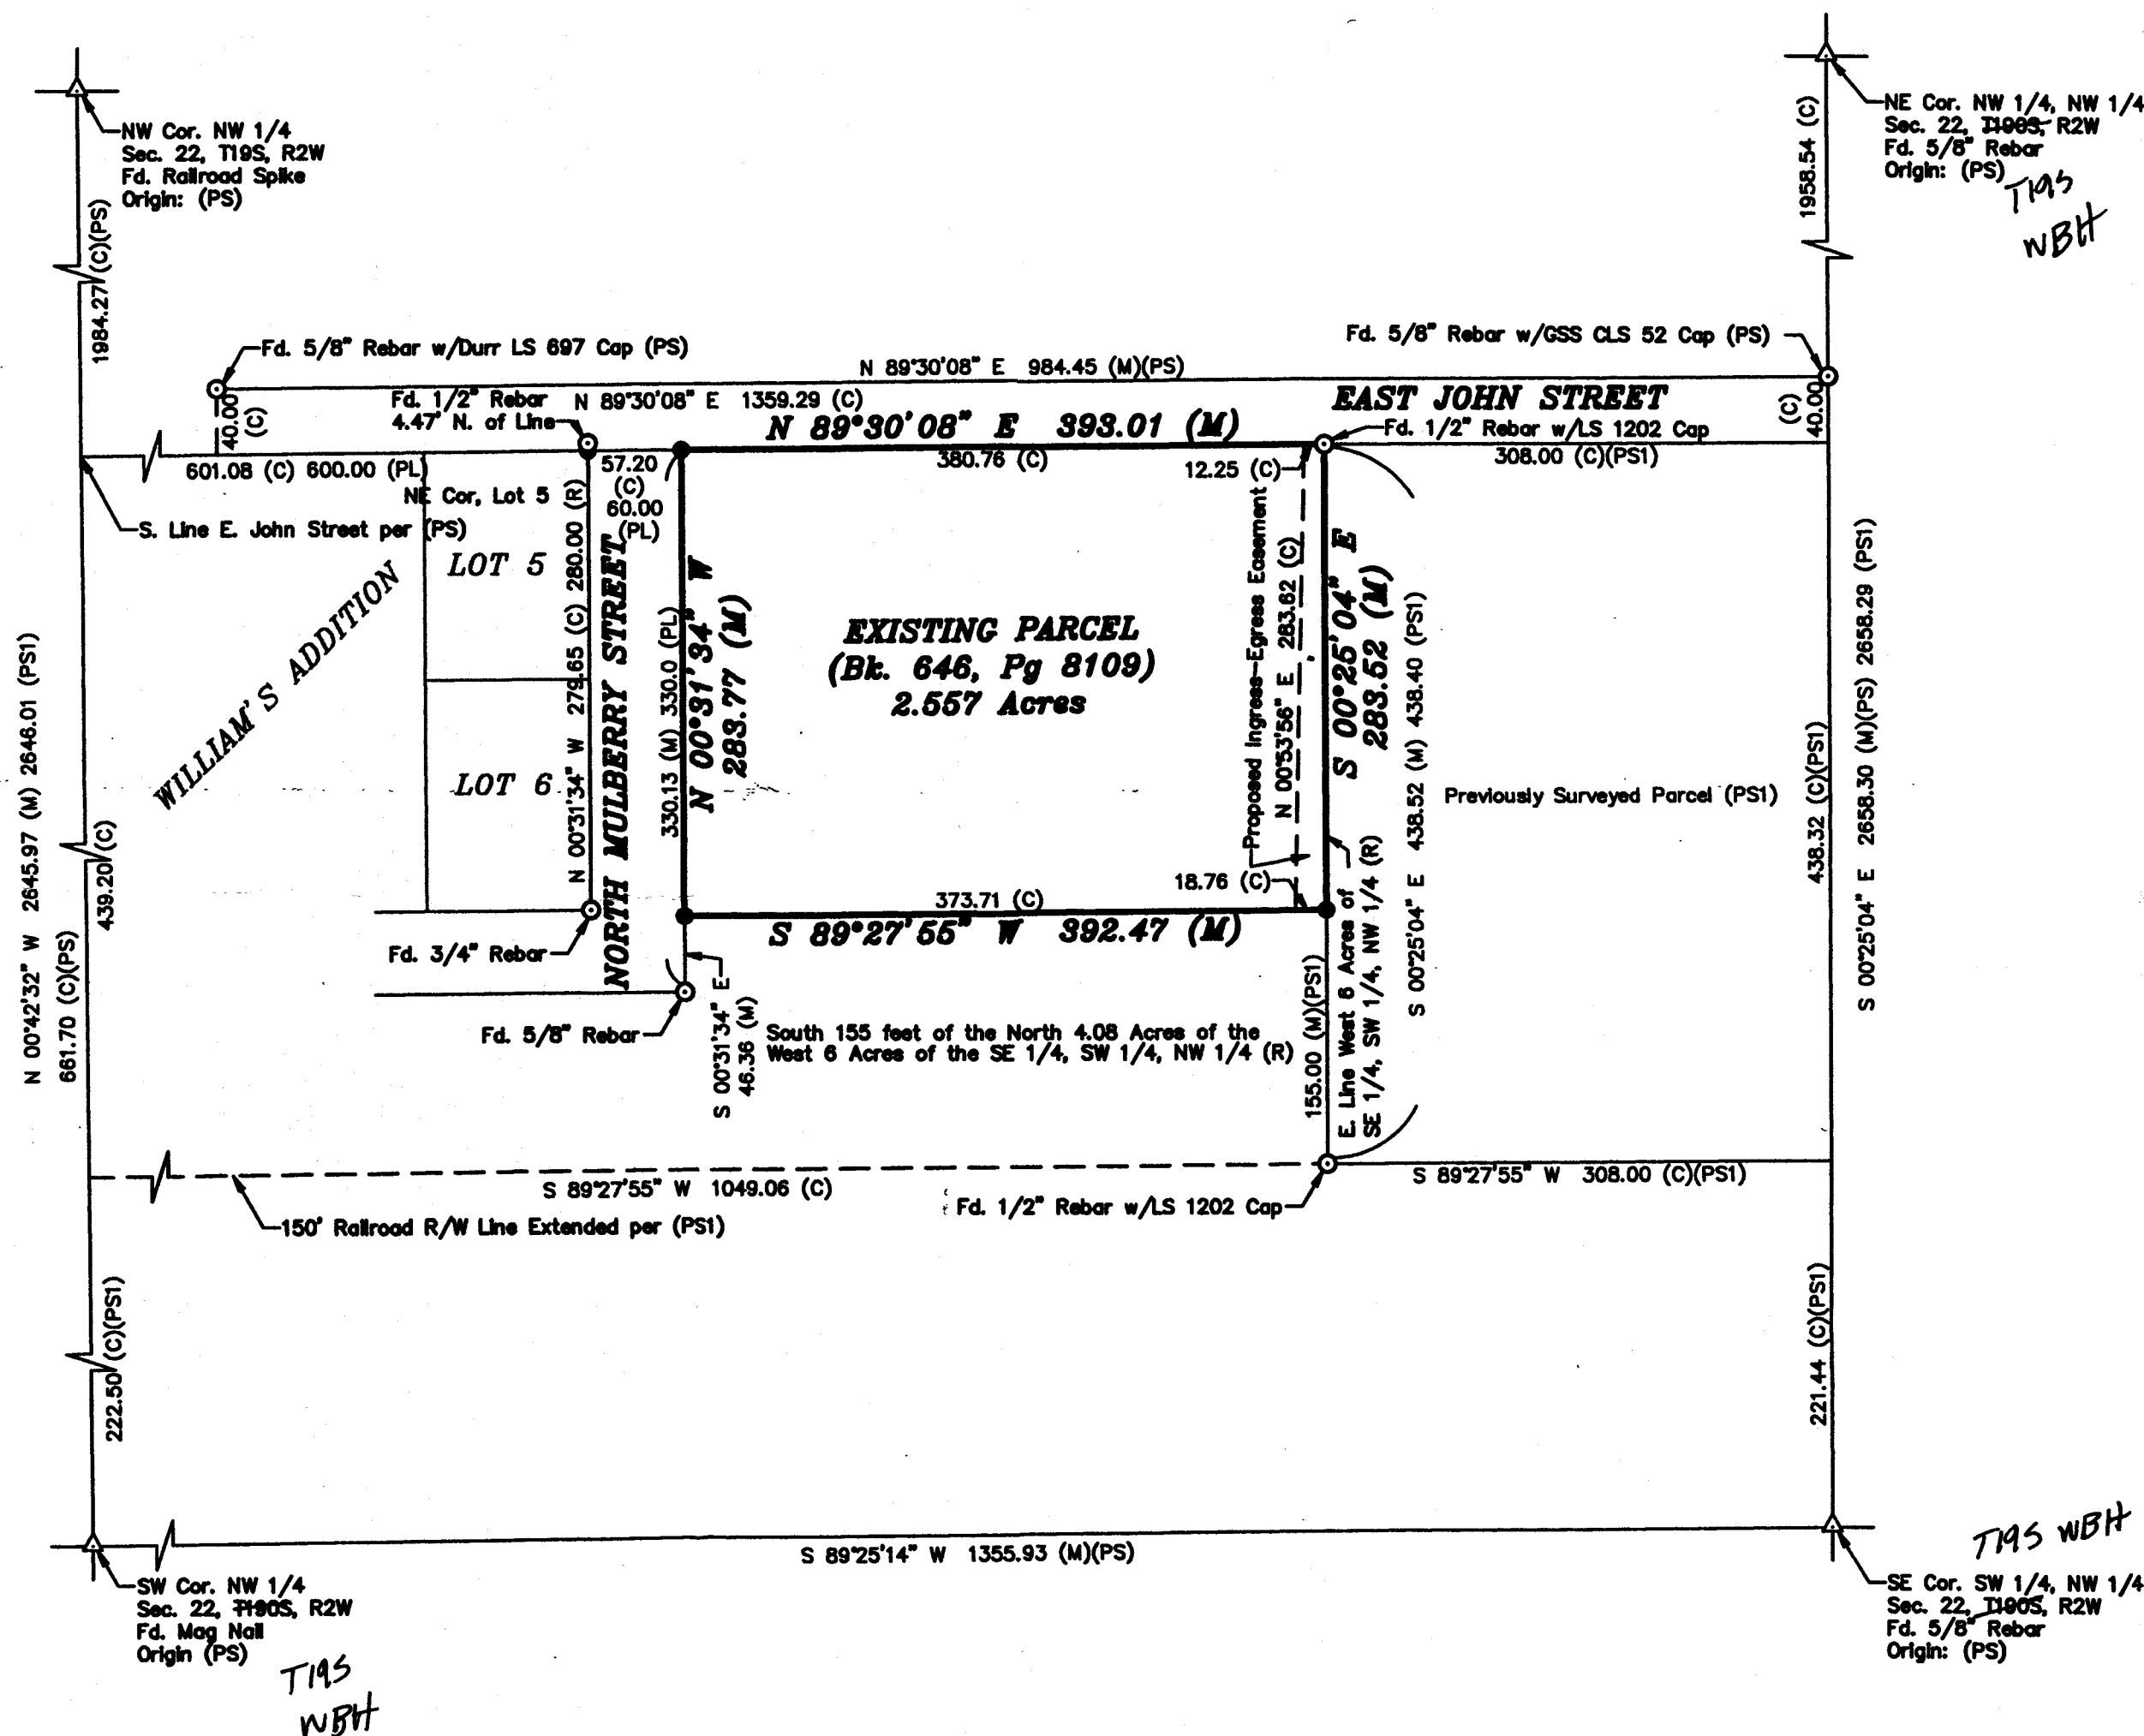 NW Cor. NW 1/4
Sec. 22, T19S, R2W
Fd. Railroad Spike
Origin: (PS)
NE Cor. NW 1/4, NW 1/4
Sec. 22, T190S, R2W
Fd. 5/8" Rebar
Origin: (PS)
T19S
WBH
1984.27 (C)(PS)
1958.54 (C)
Fd. 5/8" Rebar w/Durr LS 697 Cap (PS)
Fd. 5/8" Rebar w/GSS CLS 52 Cap (PS)
N 89°30'08" E 984.45 (M)(PS)
40.00
(C)
Fd. 1/2" Rebar
4.47' N. of Line
N 89°30'08" E 1359.29 (C)
EAST JOHN STREET
(C)
40.00
N 89°30'08" E 393.01 (M)
Fd. 1/2" Rebar w/LS 1202 Cap
601.08 (C) 600.00 (PL)
57.20
(C)
60.00
(PL)
380.76 (C)
12.25 (C)
308.00 (C)(PS1)
NE Cor, Lot 5
S. Line E. John Street per (PS)
WILLIAM'S ADDITION
LOT 5
LOT 6
N 00°31'34" W 279.65 (C) 280.00 (R)
NORTH MULBERRY STREET
330.13 (M) 330.0 (PL)
N 00°31'34" W
283.77 (M)
EXISTING PARCEL
(Bk. 646, Pg 8109)
2.557 Acres
Proposed Ingress-Egress Easement
N 00°53'56" E 283.62 (C)
S 00°25'04" E
283.52 (M)
S 00°25'04" E 438.52 (M) 438.40 (PS1)
Previously Surveyed Parcel (PS1)
438.32 (C)(PS1)
S 00°25'04" E 2658.30 (M)(PS) 2658.29 (PS1)
N 00°42'32" W 2645.97 (M) 2646.01 (PS1)
661.70 (C)(PS)
439.20 (C)
373.71 (C)
18.76 (C)
S 89°27'55" W 392.47 (M)
Fd. 3/4" Rebar
Fd. 5/8" Rebar
S 00°31'34" E
46.36 (M)
South 155 feet of the North 4.08 Acres of the
West 6 Acres of the SE 1/4, SW 1/4, NW 1/4 (R)
155.00 (M)(PS1)
E. Line West 6 Acres of
SE 1/4, SW 1/4, NW 1/4 (R)
S 89°27'55" W 1049.06 (C)
S 89°27'55" W 308.00 (C)(PS1)
150' Railroad R/W Line Extended per (PS1)
Fd. 1/2" Rebar w/LS 1202 Cap
222.50 (C)(PS1)
221.44 (C)(PS1)
S 89°25'14" W 1355.93 (M)(PS)
SW Cor. NW 1/4
Sec. 22, T190S, R2W
Fd. Mag Nail
Origin (PS)
T19S
WBH
T19S WBH
SE Cor. SW 1/4, NW 1/4
Sec. 22, T190S, R2W
Fd. 5/8" Rebar
Origin: (PS)